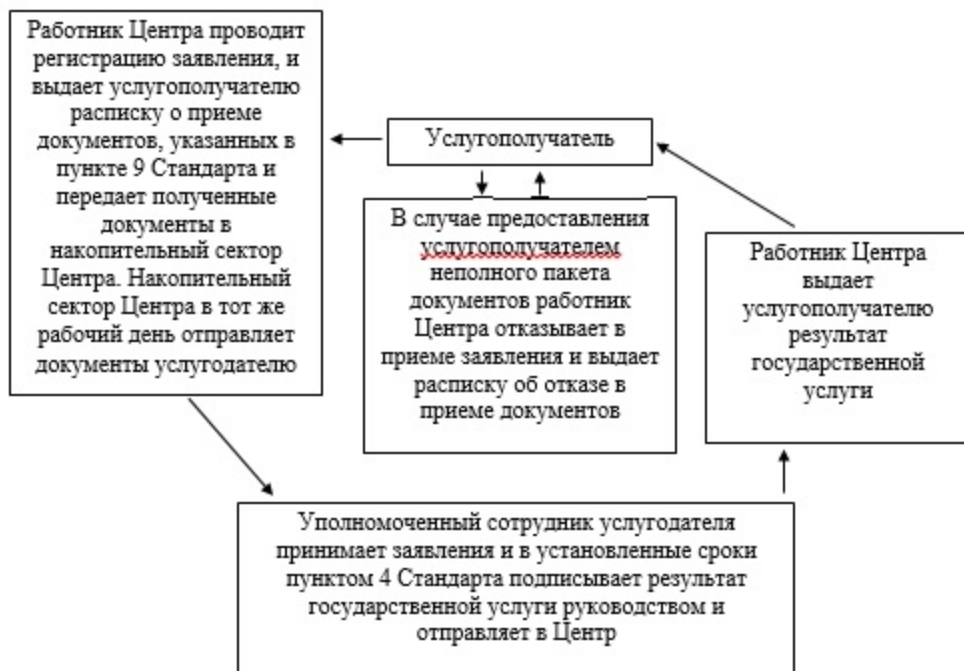 Работник Центра проводит
регистрацию заявления, и
выдает услугополучателю
расписку о приеме
документов, указанных в
пункте 9 Стандарта и
передает полученные
документы в
накопительный сектор
Центра. Накопительный
сектор Центра в тот же
рабочий день отправляет
документы услугодателю
Услугополучатель
В случае предоставления
услугополучателем
неполного пакета
документов работник
Центра отказывает в
приеме заявления и выдает
расписку об отказе в
приеме документов
Работник Центра
выдает
услугополучателю
результат
государственной
услуги
Уполномоченный сотрудник услугодателя
принимает заявления и в установленные сроки
пунктом 4 Стандарта подписывает результат
государственной услуги руководством и
отправляет в Центр